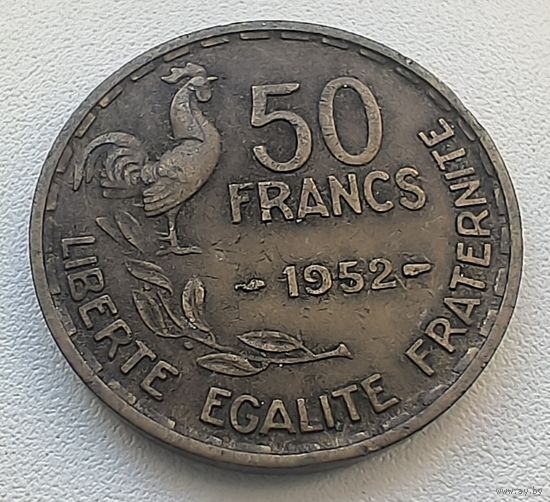 50
FRANCS
- 1952 -
LIBERTE EGALITE FRATERNITE